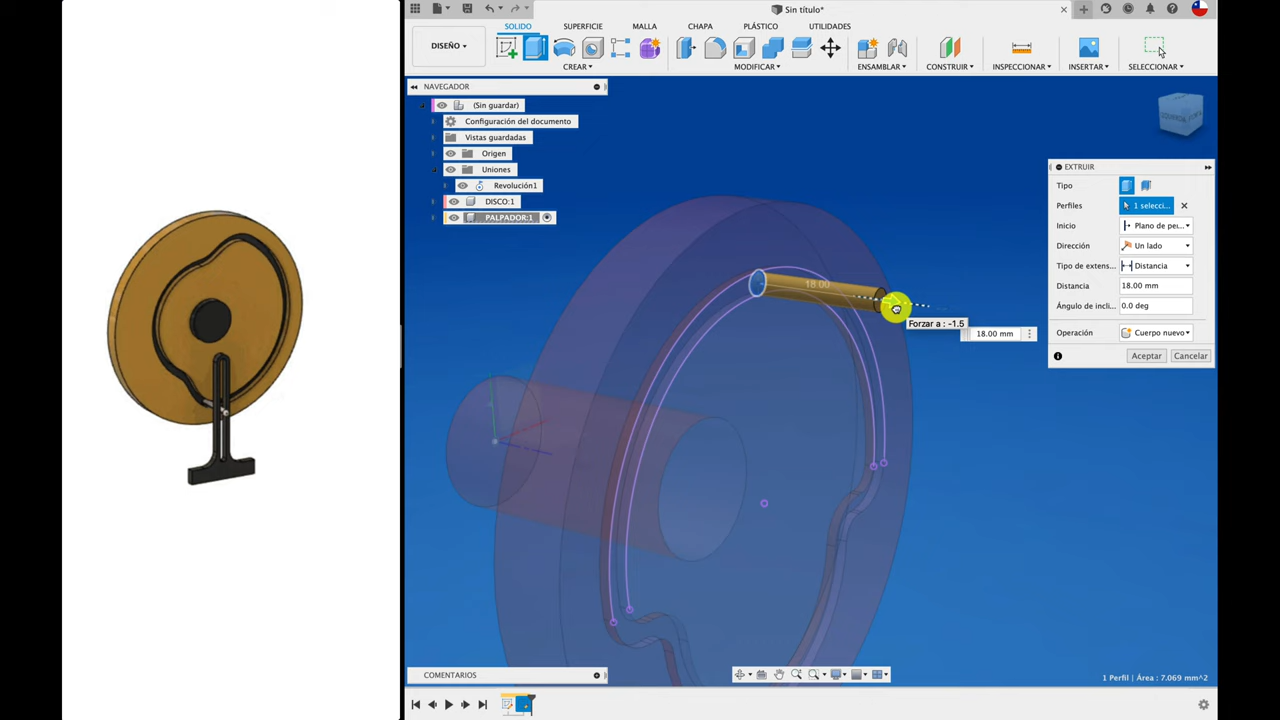 Sin título*
DISEÑO
SOLIDO
SUPERFICIE
MALLA
CHAPA
PLÁSTICO
UTILIDADES
CREAR
MODIFICAR
ENSAMBLAR
CONSTRUIR
INSPECCIONAR
INSERTAR
SELECCIONAR
NAVEGADOR
(Sin guardar)
Configuración del documento
Vistas guardadas
Origen
Uniones
Revolución1
DISCO:1
PALPADOR:1
18.00
Forzar a : -1.5
18.00 mm
EXTRUIR
Tipo
Perfiles
1 selecci...
Inicio
Plano de per...
Dirección
Un lado
Tipo de extens...
Distancia
Distancia
18.00 mm
Ángulo de incli...
0.0 deg
Operación
Cuerpo nuevo
Aceptar
Cancelar
COMENTARIOS
1 Perfil | Área : 7.069 mm^2